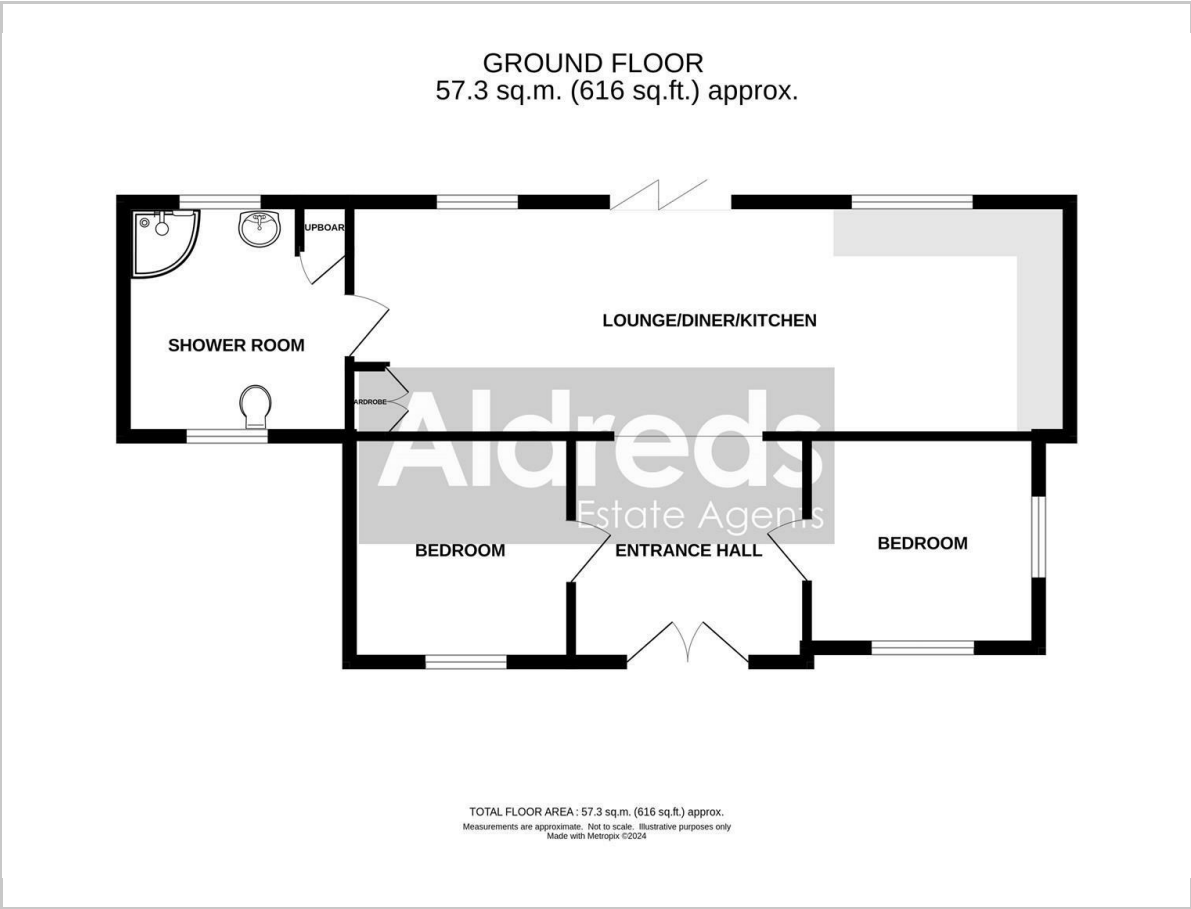 GROUND FLOOR
57.3 sq.m. (616 sq.ft.) approx.
UPBOAR
LOUNGE/DINER/KITCHEN
SHOWER ROOM
ARDROBE
Aldreds
Estate Agents
BEDROOM
ENTRANCE HALL
BEDROOM
TOTAL FLOOR AREA : 57.3 sq.m. (616 sq.ft.) approx.
Measurements are approximate. Not to scale. Illustrative purposes only
Made with Metropix ©2024